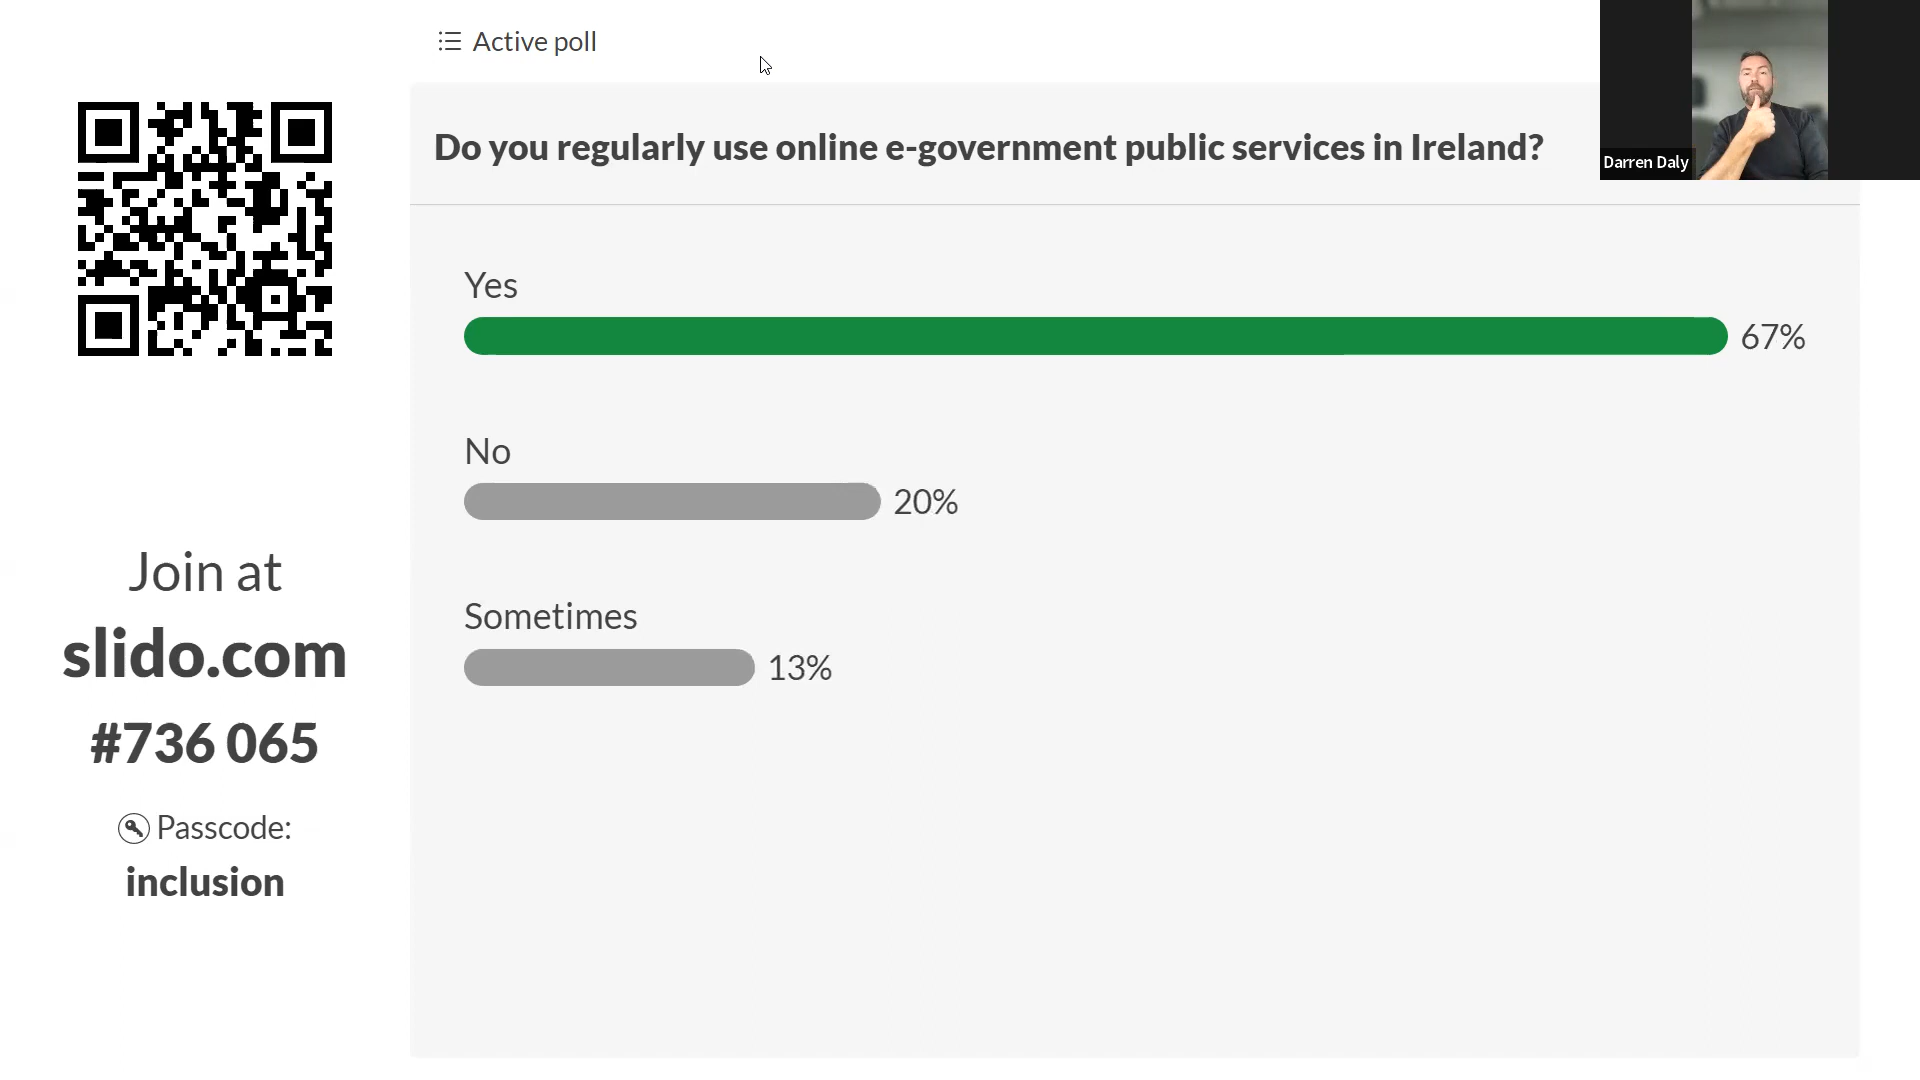 Active poll
Do you regularly use online e-government public services in Ireland?
Darren Daly
Yes
67%
No
20%
Sometimes
13%
Join at
slido.com
#736 065
Passcode:
inclusion